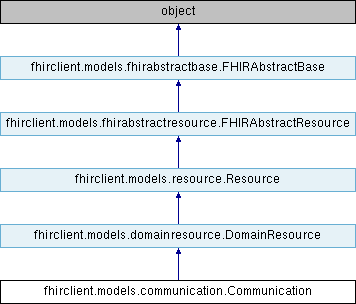 object
fhirclient.models.fhirabstractbase.FHIRAbstractBase
fhirclient.models.fhirabstractresource.FHIRAbstractResource
fhirclient.models.resource.Resource
fhirclient.models.domainresource.DomainResource
fhirclient.models.communication.Communication